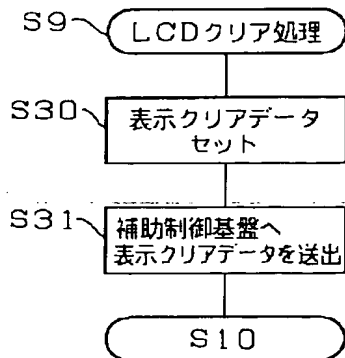 S9
LCDクリア処理
S30
表示クリアデータ
セット
S31
補助制御基盤へ
表示クリアデータを送出
S10